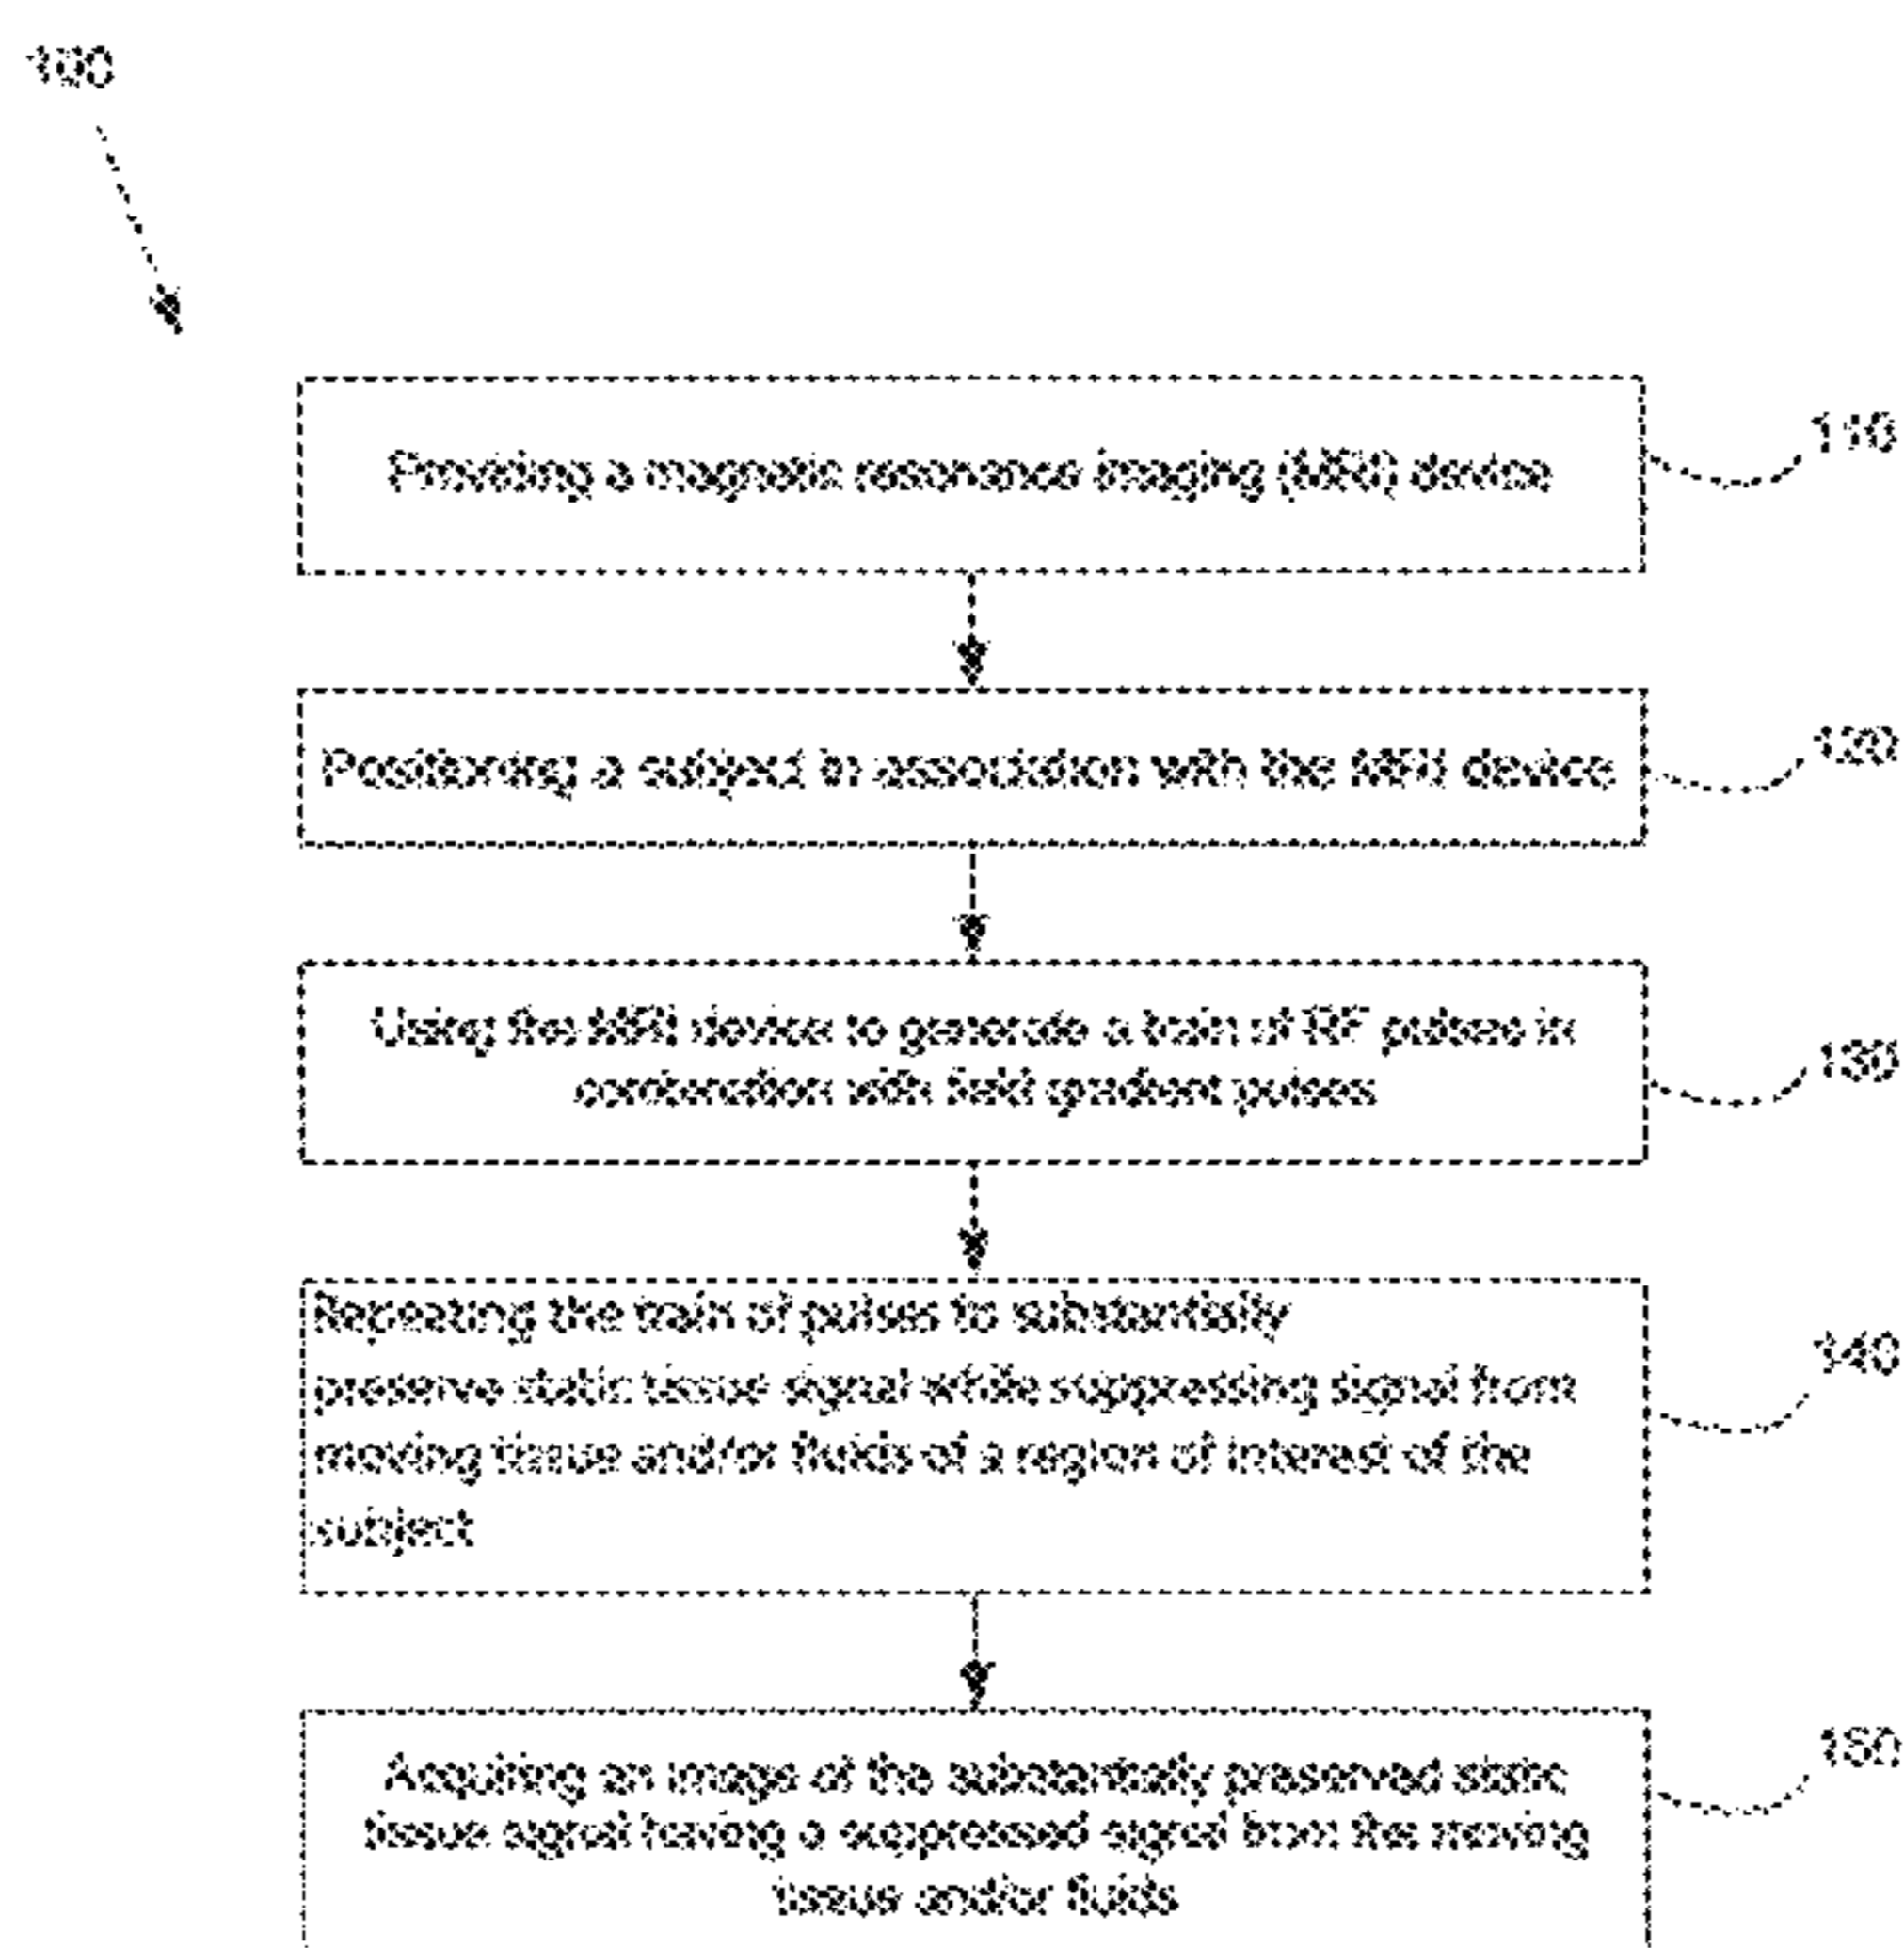 100
Providing a magnetic resonance imaging (MRI) device
110
Positioning a subject in association with the MRI device
120
Using the MRI device to generate a train of RF pulses in
combination with field gradient pulses
130
Repeating the train of pulses to substantially
preserve static tissue signal while suppressing signal from
moving tissue and/or fluids of a region of interest of the
subject
140
Acquiring an image of the substantially preserved static
tissue signal having a suppressed signal from the moving
tissue and/or fluids
150